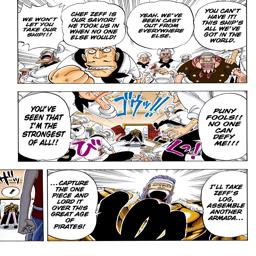 YOU CAN'T
HAVE IT!
THIS SHIP'S
ALL WE'VE
GOT IN THE
WORLD.
YEAH. WE'VE
BEEN CAST
OUT FROM
EVERYWHERE
ELSE.
CHEF ZEFF IS
OUR SAVIOR!
HE TOOK US IN
WHEN NO ONE
ELSE WOULD!
WE WON'T
LET YOU
TAKE OUR
SHIP!!!
PUNY
FOOLS!! NO
ONE CAN
DEFY
ME!!!
ゴウッ!!
YOU'VE
SEEN THAT
I'M THE
STRONGEST
OF ALL!!
I'LL TAKE
ZEFF'S
LOG,
ASSEMBLE
ANOTHER
ARMADA...
...CAPTURE
THE ONE
PIECE AND
LORD IT
OVER THIS
GREAT AGE
OF
PIRATES!